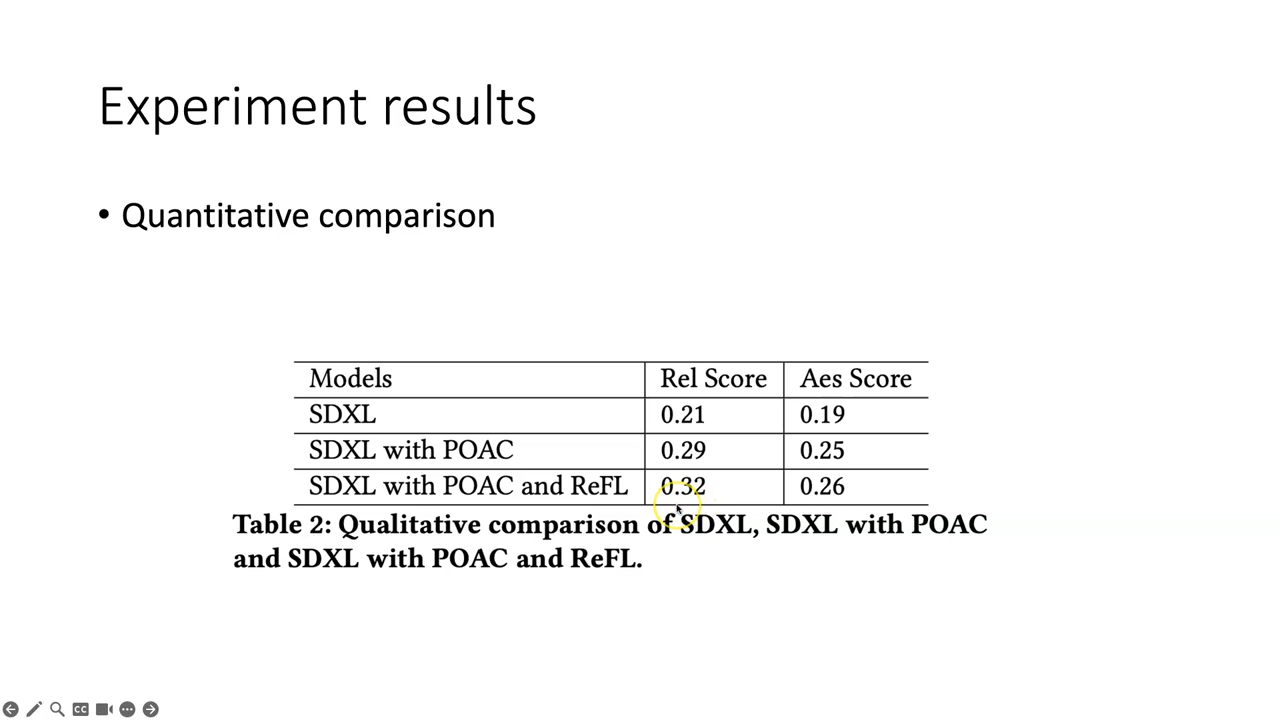 Experiment results
• Quantitative comparison
Models Rel Score Aes Score
SDXL 0.21 0.19
SDXL with POAC 0.29 0.25
SDXL with POAC and ReFL 0.32 0.26
Table 2: Qualitative comparison of SDXL, SDXL with POAC
and SDXL with POAC and ReFL.
CC